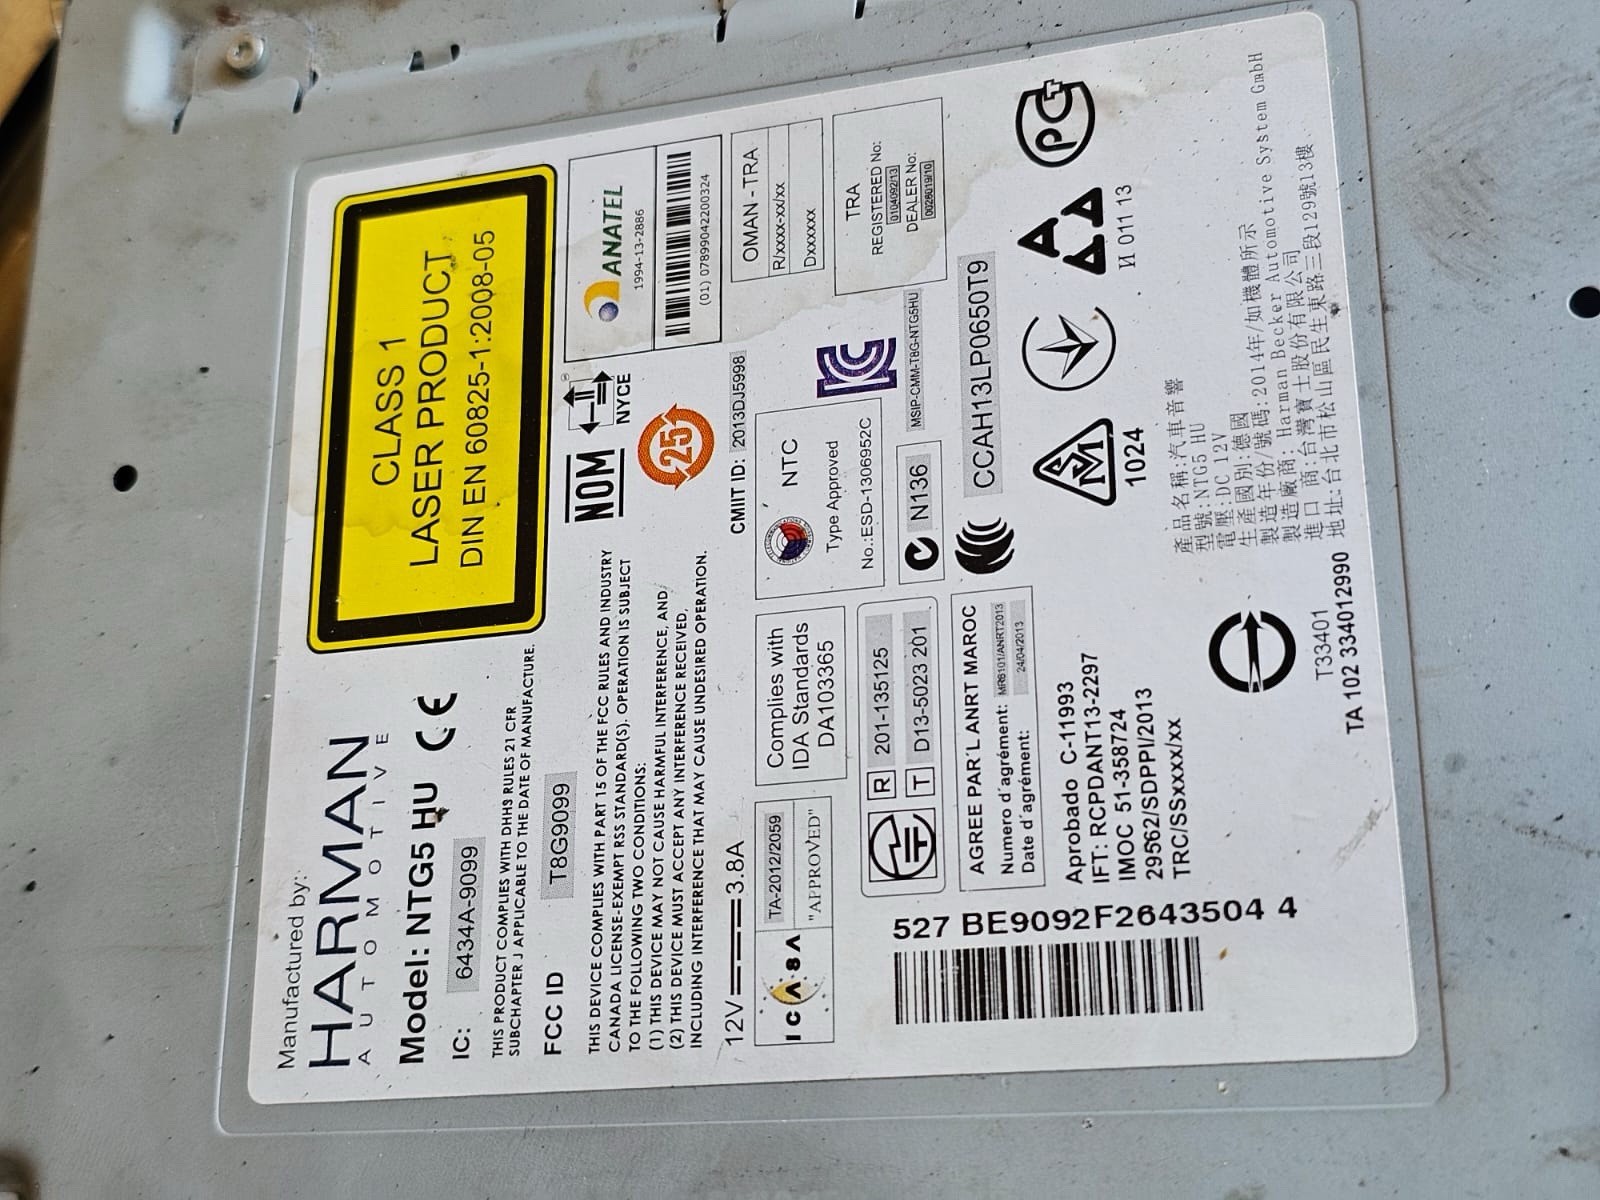 Manufactured by:
HARMAN
AUTOMOTIVE
Model: NTG5 HU CE
IC: 6434A-9099
THIS PRODUCT COMPLIES WITH DHHS RULES 21 CFR
SUBCHAPTER J APPLICABLE TO THE DATE OF MANUFACTURE.
FCC ID T8G9099
THIS DEVICE COMPLIES WITH PART 15 OF THE FCC RULES AND INDUSTRY
CANADA LICENSE-EXEMPT RSS STANDARD(S). OPERATION IS SUBJECT
TO THE FOLLOWING TWO CONDITIONS:
(1) THIS DEVICE MAY NOT CAUSE HARMFUL INTERFERENCE, AND
(2) THIS DEVICE MUST ACCEPT ANY INTERFERENCE RECEIVED,
INCLUDING INTERFERENCE THAT MAY CAUSE UNDESIRED OPERATION.
12V 3.8A
CLASS 1
LASER PRODUCT
DIN EN 60825-1:2008-05
NOM
NYCE
25
ANATEL
1994-13-2886
(01) 07899042200324
CMIIT ID: 2013DJ5998
OMAN - TRA
R/xxxx-xx/xx
Dxxxxxx
ICASA
TA-2012/2059
"APPROVED"
Complies with
IDA Standards
DA103365
NTC
Type Approved
No.:ESD-1306952C
MSIP-CMM-T8G-NTG5HU
TRA
REGISTERED No:
0104092/13
DEALER No:
0026019/10
R 201-135125
T D13-5023 201
N136
CCAH13LP0650T9
AGREE PAR'L ANRT MAROC
Numero d'agrément: MR8101/ANRT2013
Date d'agrément: 24/04/2013
Aprobado C-11993
IFT: RCPDANT13-2297
IMOC 51-358724
29562/SDPPI/2013
TRC/SSxxxx/xx
1024
И 011 13
527 BE9092F2643504 4
產品名稱:汽車音響
型號:NTG5 HU
電壓:DC 12V
生產國別:德國
製造年份/號碼:2014年/如機體所示
製造廠商: Harman Becker Automotive System GmbH
進口商:台灣賓士股份有限公司
地址:台北市松山區民生東路三段129號13樓
T33401
TA 102 334012990